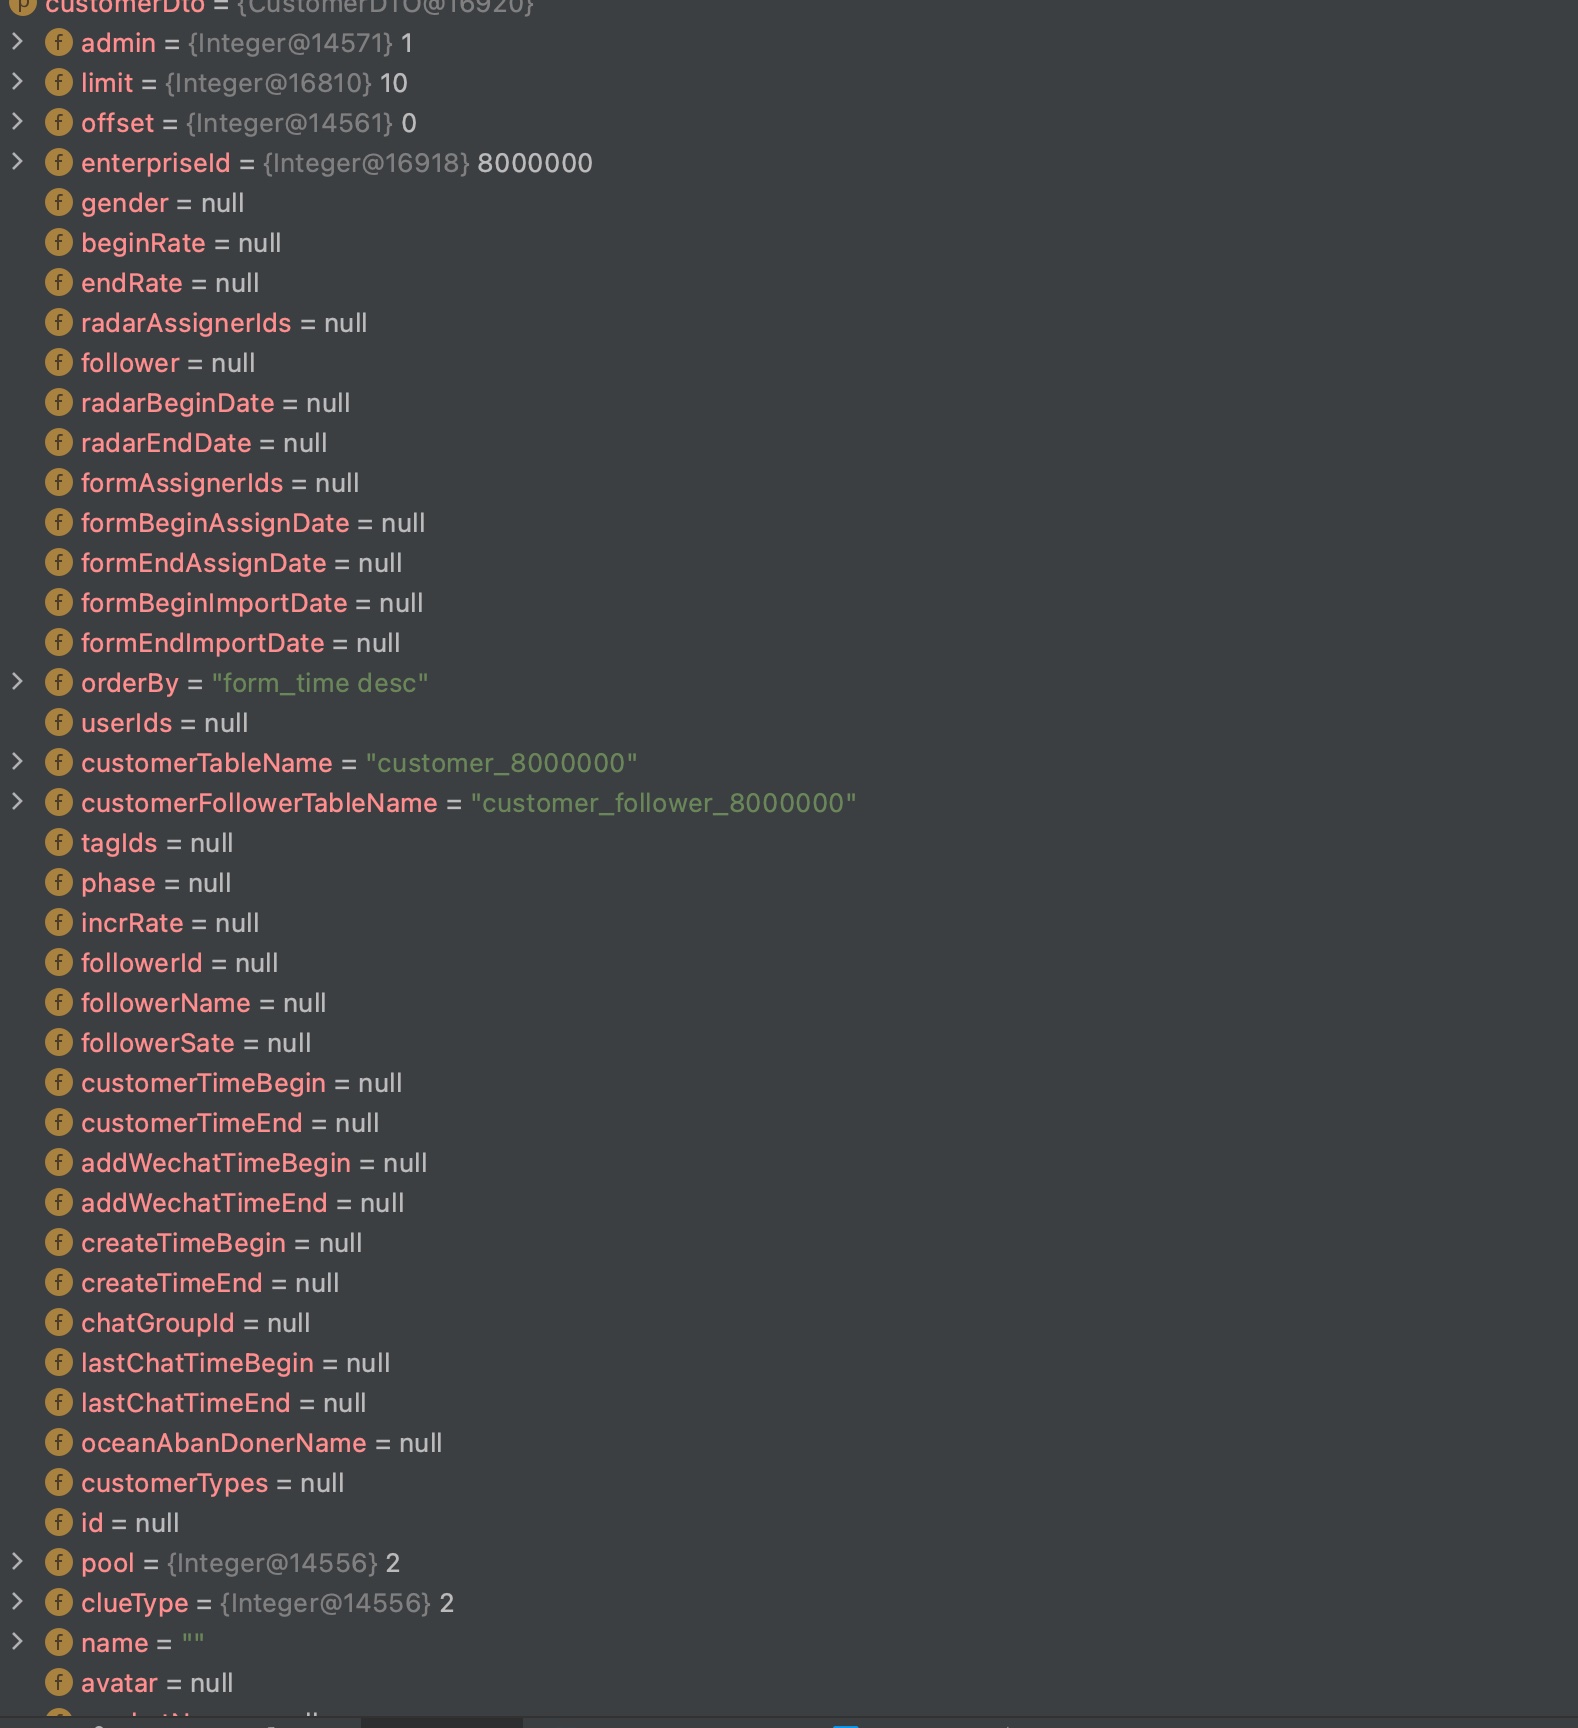 customerDto = {CustomerDTO@16920}
admin = {Integer@14571} 1
limit = {Integer@16810} 10
offset = {Integer@14561} 0
enterpriseId = {Integer@16918} 8000000
gender = null
beginRate = null
endRate = null
radarAssignerIds = null
follower = null
radarBeginDate = null
radarEndDate = null
formAssignerIds = null
formBeginAssignDate = null
formEndAssignDate = null
formBeginImportDate = null
formEndImportDate = null
orderBy = "form_time desc"
userIds = null
customerTableName = "customer_8000000"
customerFollowerTableName = "customer_follower_8000000"
tagIds = null
phase = null
incrRate = null
followerId = null
followerName = null
followerSate = null
customerTimeBegin = null
customerTimeEnd = null
addWechatTimeBegin = null
addWechatTimeEnd = null
createTimeBegin = null
createTimeEnd = null
chatGroupId = null
lastChatTimeBegin = null
lastChatTimeEnd = null
oceanAbanDonerName = null
customerTypes = null
id = null
pool = {Integer@14556} 2
clueType = {Integer@14556} 2
name = ""
avatar = null